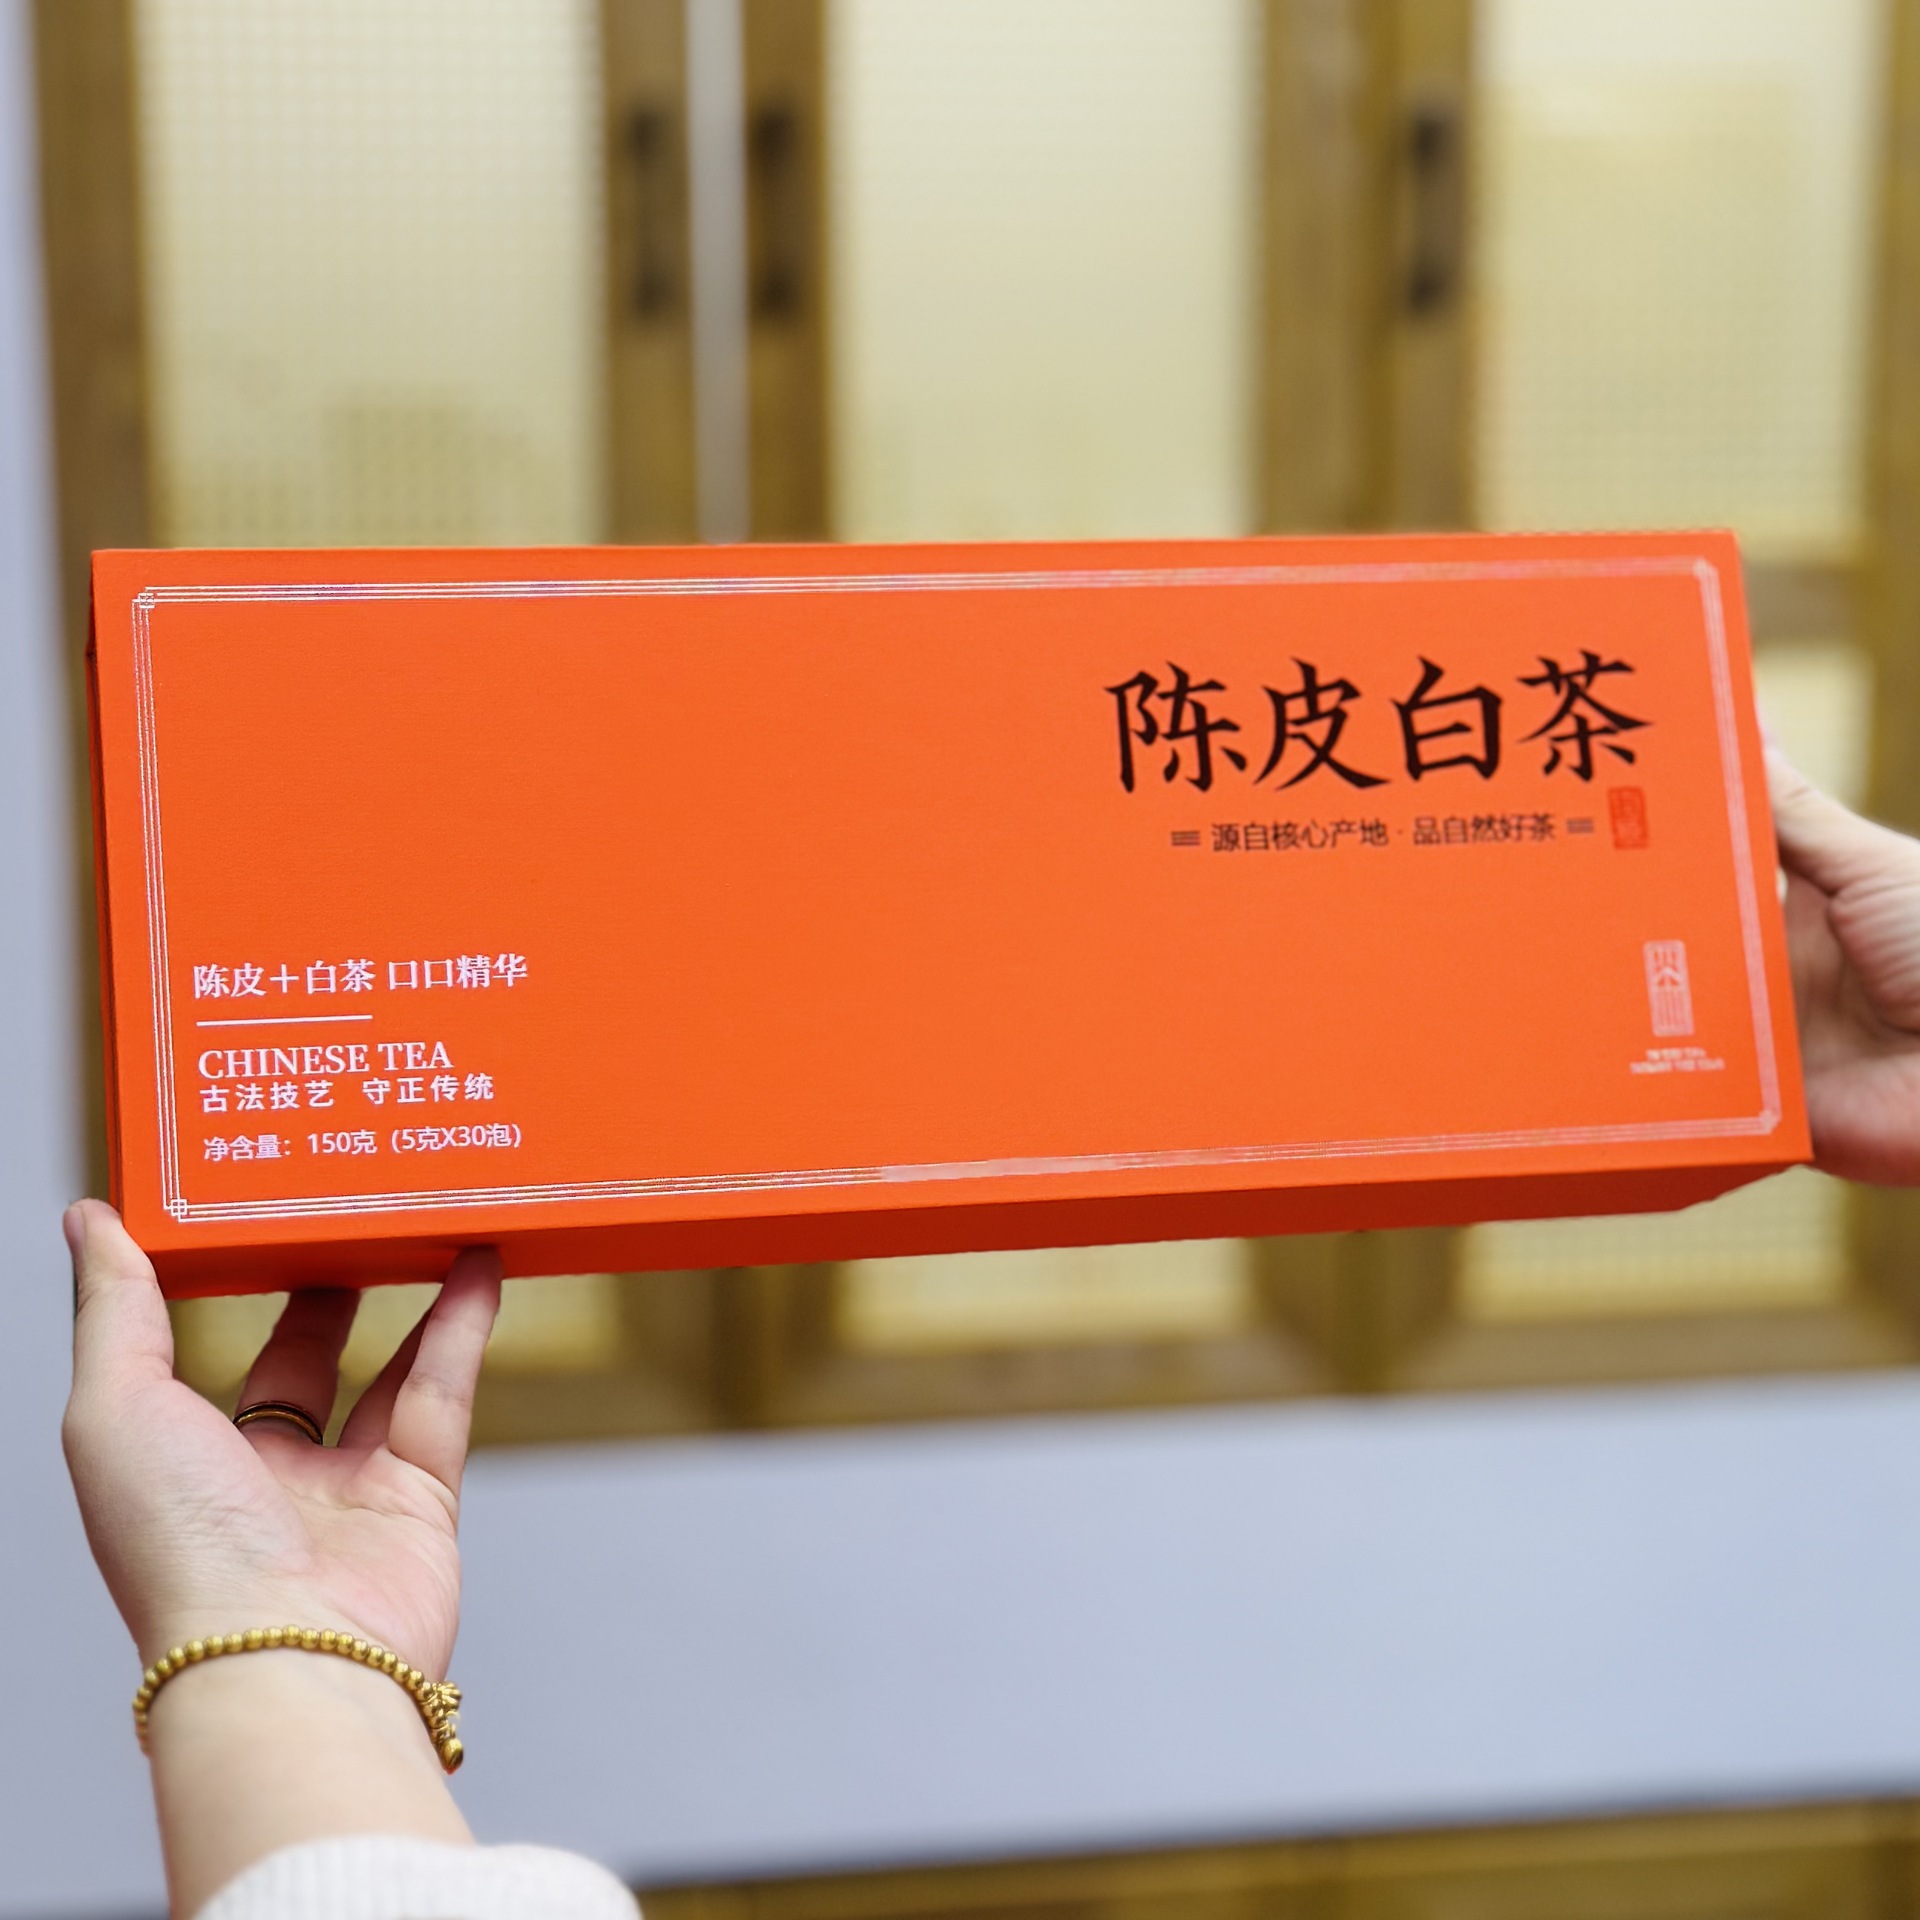 陈皮白茶
源自核心产地·品自然好茶
陈皮+白茶 口口精华
CHINESE TEA
古法技艺 守正传统
净含量：150克（5克X30泡）